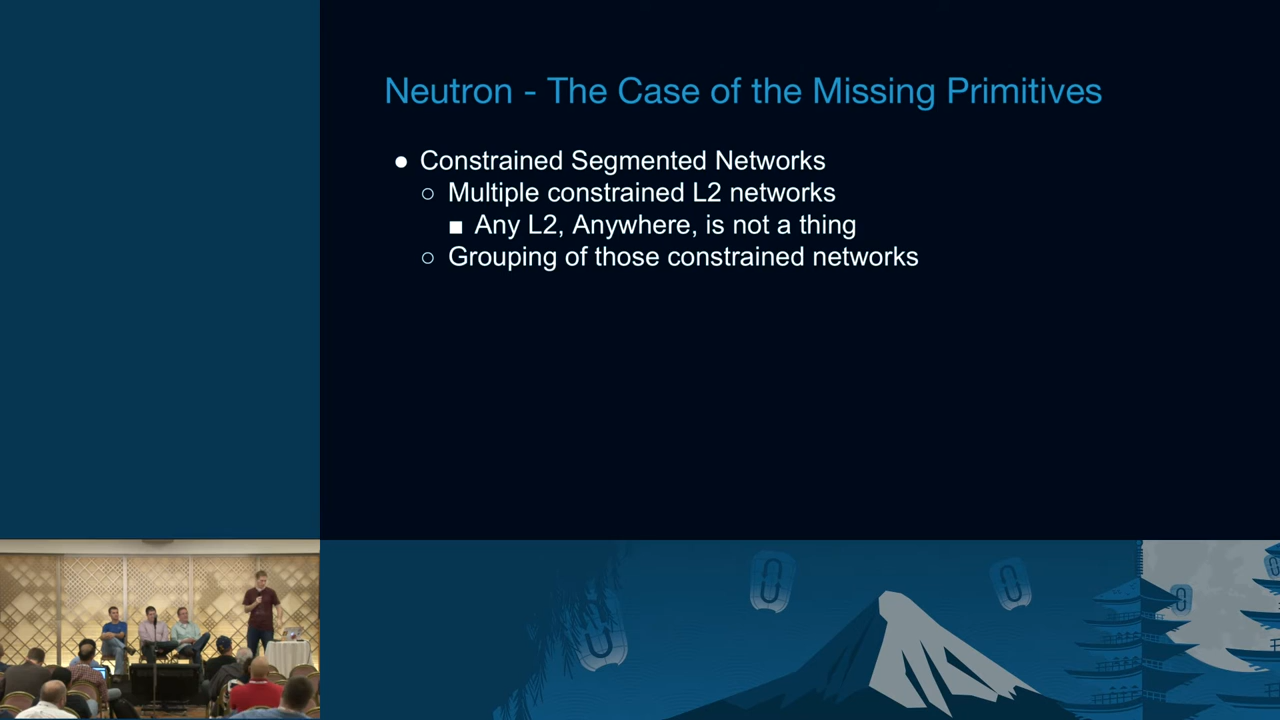 Neutron - The Case of the Missing Primitives
● Constrained Segmented Networks
○ Multiple constrained L2 networks
■ Any L2, Anywhere, is not a thing
○ Grouping of those constrained networks